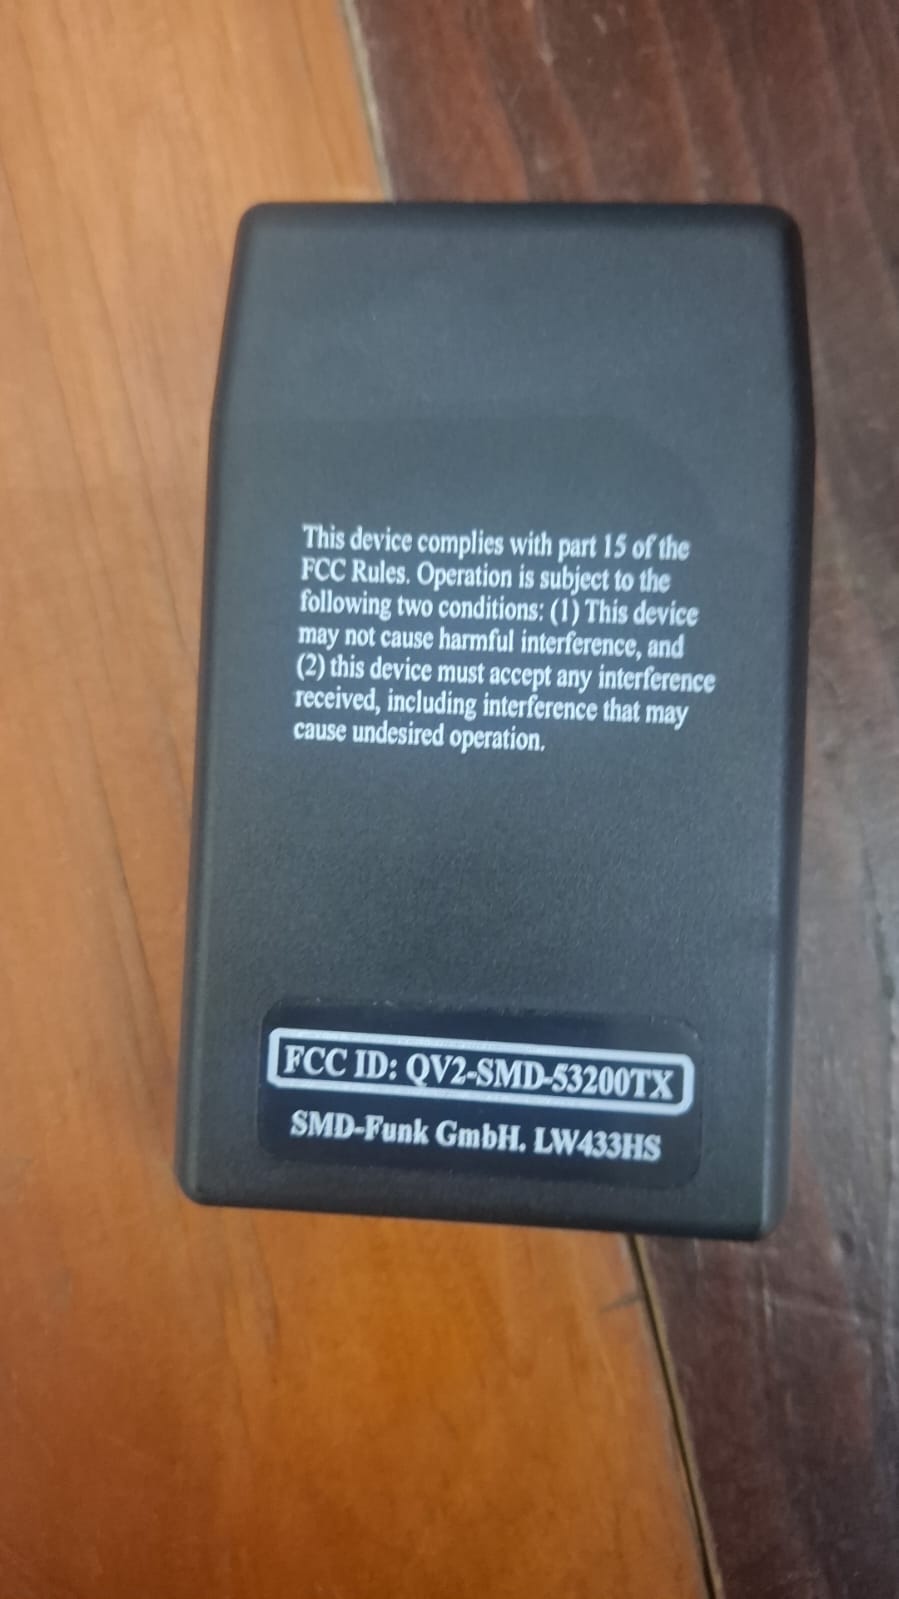 This device complies with part 15 of the
FCC Rules. Operation is subject to the
following two conditions: (1) This device
may not cause harmful interference, and
(2) this device must accept any interference
received, including interference that may
cause undesired operation.
FCC ID: QV2-SMD-53200TX
SMD-Funk GmbH. LW433HS